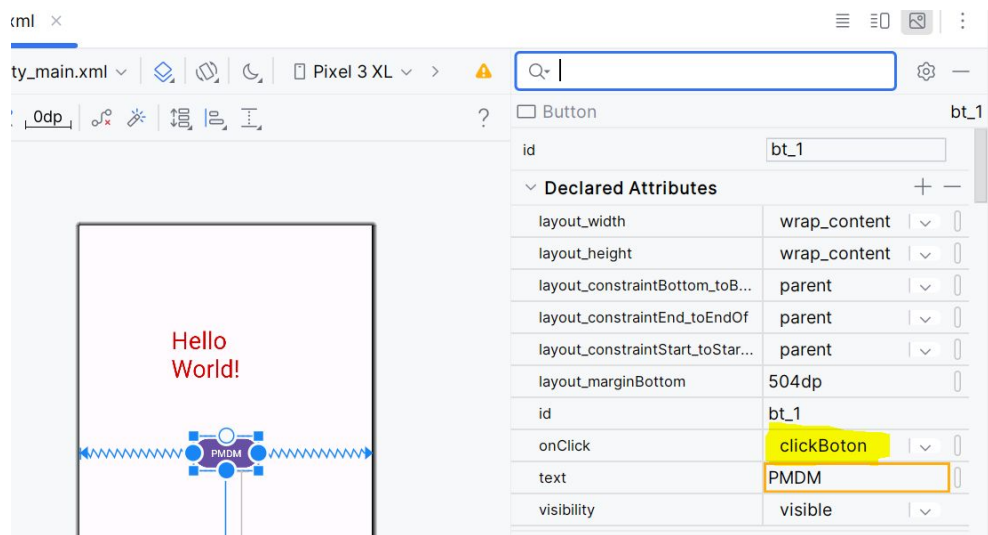 xml
ty_main.xml
Pixel 3 XL
0dp
?
Button
bt_1
id
bt_1
Declared Attributes
layout_width
wrap_content
layout_height
wrap_content
layout_constraintBottom_toB...
parent
layout_constraintEnd_toEndOf
parent
layout_constraintStart_toStar...
parent
layout_marginBottom
504dp
id
bt_1
onClick
clickBoton
text
PMDM
visibility
visible
Hello
World!
PMDM